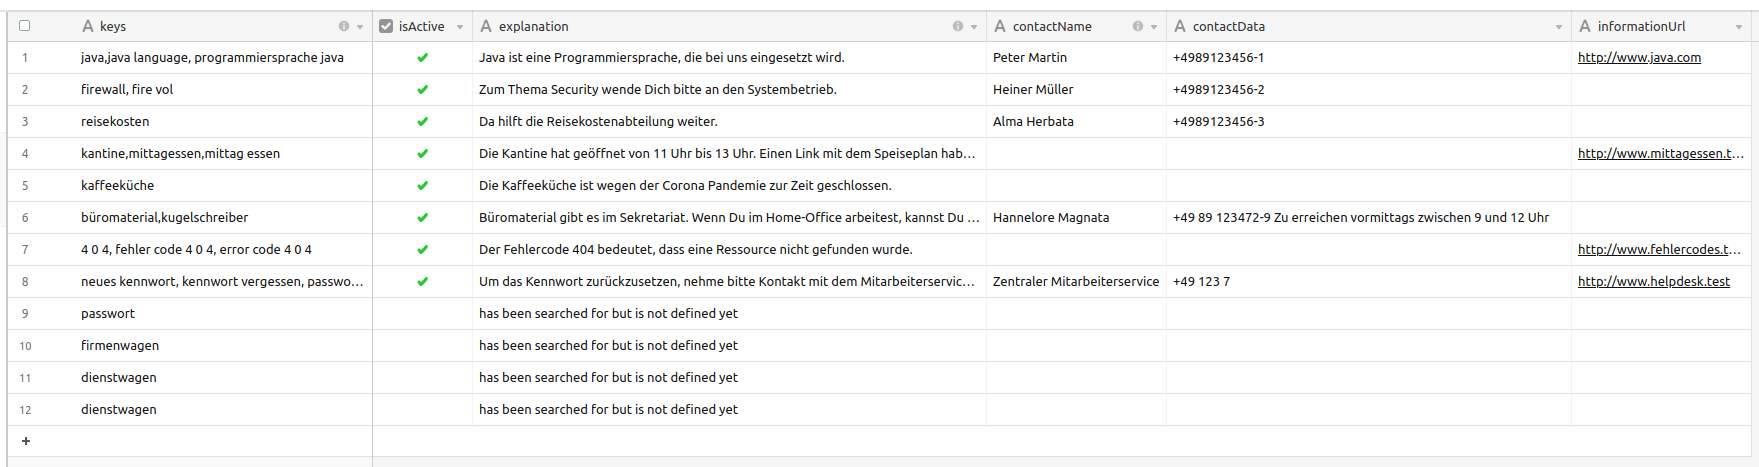 keys isActive explanation contactName contactData informationUrl
1 java,java language, programmiersprache java Java ist eine Programmiersprache, die bei uns eingesetzt wird. Peter Martin +4989123456-1 http://www.java.com
2 firewall, fire vol Zum Thema Security wende Dich bitte an den Systembetrieb. Heiner Müller +4989123456-2
3 reisekosten Da hilft die Reisekostenabteilung weiter. Alma Herbata +4989123456-3
4 kantine,mittagessen,mittag essen Die Kantine hat geöffnet von 11 Uhr bis 13 Uhr. Einen Link mit dem Speiseplan hab... http://www.mittagessen.t...
5 kaffeeküche Die Kaffeeküche ist wegen der Corona Pandemie zur Zeit geschlossen.
6 büromaterial,kugelschreiber Büromaterial gibt es im Sekretariat. Wenn Du im Home-Office arbeitest, kannst Du ... Hannelore Magnata +49 89 123472-9 Zu erreichen vormittags zwischen 9 und 12 Uhr
7 4 0 4, fehler code 4 0 4, error code 4 0 4 Der Fehlercode 404 bedeutet, dass eine Ressource nicht gefunden wurde. http://www.fehlercodes.t...
8 neues kennwort, kennwort vergessen, passwo... Um das Kennwort zurückzusetzen, nehme bitte Kontakt mit dem Mitarbeiterservic... Zentraler Mitarbeiterservice +49 123 7 http://www.helpdesk.test
9 passwort has been searched for but is not defined yet
10 firmenwagen has been searched for but is not defined yet
11 dienstwagen has been searched for but is not defined yet
12 dienstwagen has been searched for but is not defined yet
+